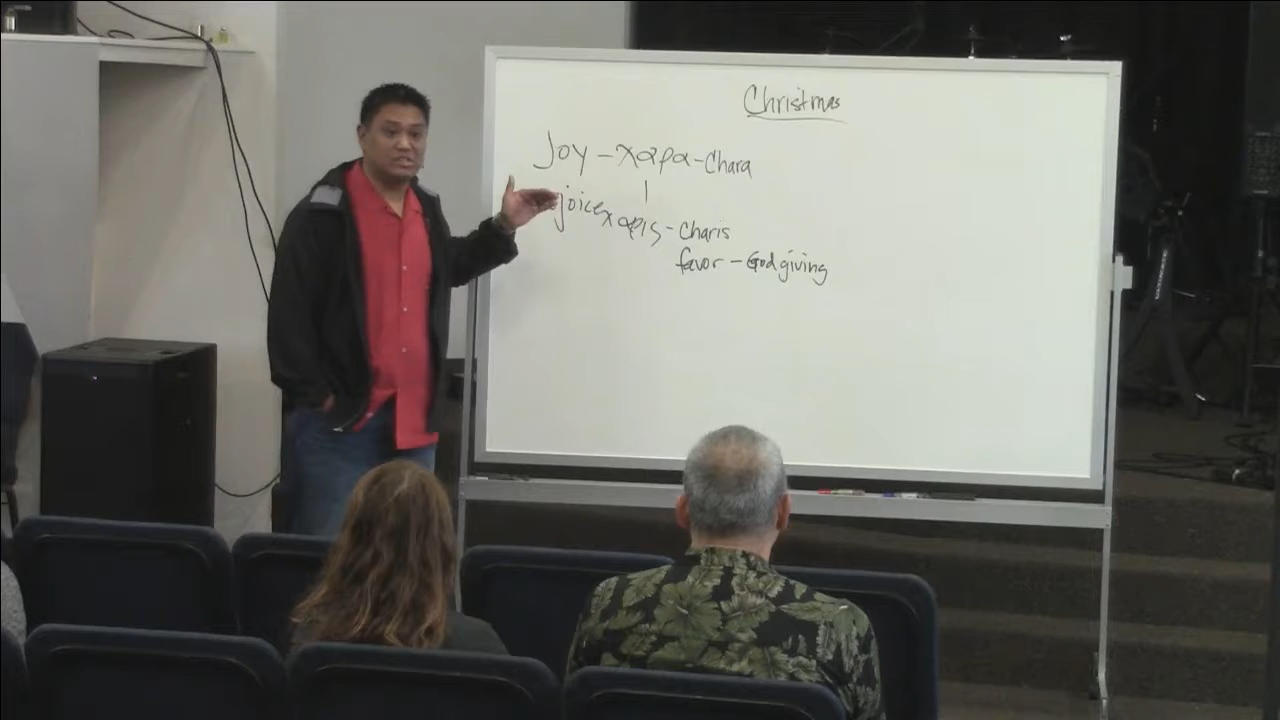 Christmas
Joy - χαρα - Chara
joice χαρις - Charis
favor - God giving